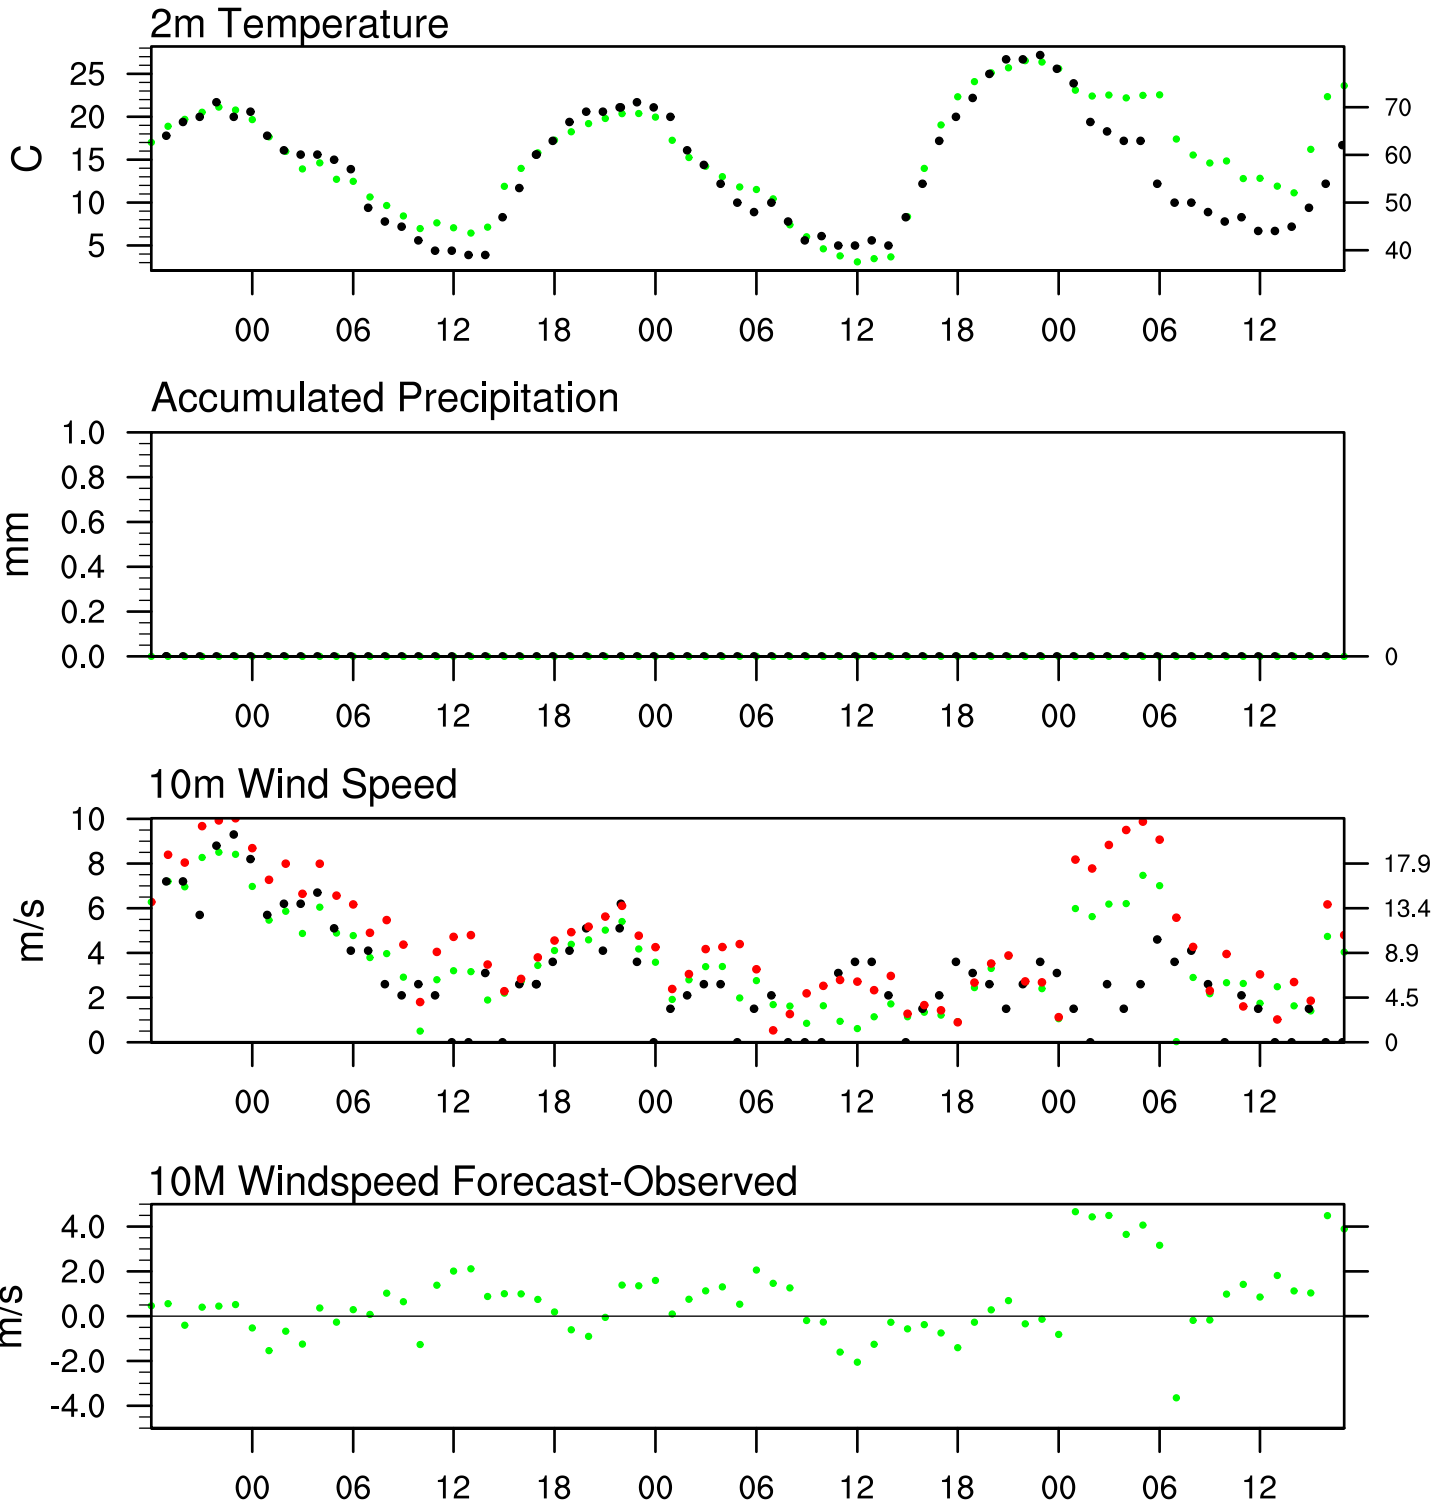 2m Temperature
25
20
15
10
5
C
70
60
50
40
00 06 12 18 00 06 12 18 00 06 12
Accumulated Precipitation
1.0
0.8
0.6
0.4
0.2
0.0
mm
0
00 06 12 18 00 06 12 18 00 06 12
10m Wind Speed
10
8
6
4
2
0
m/s
17.9
13.4
8.9
4.5
0
00 06 12 18 00 06 12 18 00 06 12
10M Windspeed Forecast-Observed
4.0
2.0
0.0
-2.0
-4.0
m/s
00 06 12 18 00 06 12 18 00 06 12